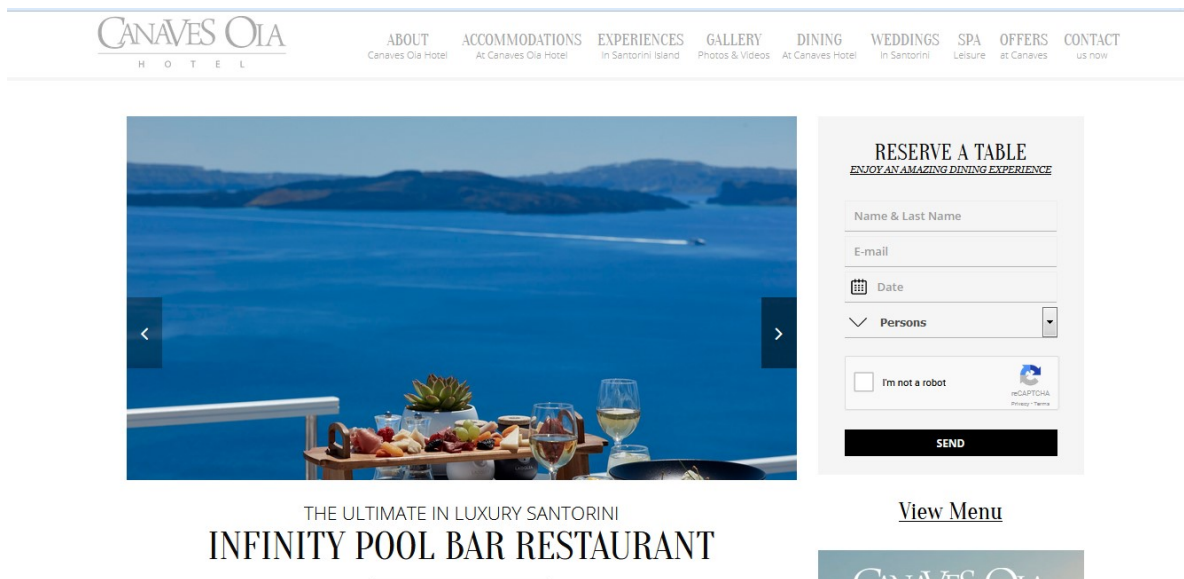 CANAVES OIA
HOTEL
ABOUT
Canaves Oia Hotel
ACCOMMODATIONS
At Canaves Oia Hotel
EXPERIENCES
in Santorini Island
GALLERY
Photos & Videos
DINING
At Canaves Hotel
WEDDINGS
in Santorini
SPA
Leisure
OFFERS
at Canaves
CONTACT
us now
RESERVE A TABLE
ENJOY AN AMAZING DINING EXPERIENCE
Name & Last Name
E-mail
Date
Persons
I'm not a robot
reCAPTCHA
Privacy - Terms
SEND
THE ULTIMATE IN LUXURY SANTORINI
INFINITY POOL BAR RESTAURANT
View Menu
CANAVES OIA